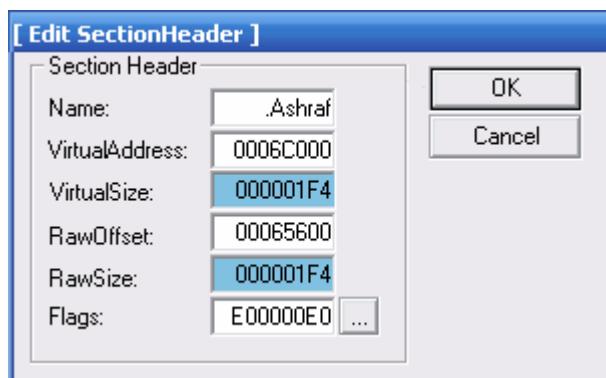 [ Edit SectionHeader ]
Section Header
Name: .Ashraf
VirtualAddress: 0006C000
VirtualSize: 000001F4
RawOffset: 00065600
RawSize: 000001F4
Flags: E00000E0 ...
OK
Cancel